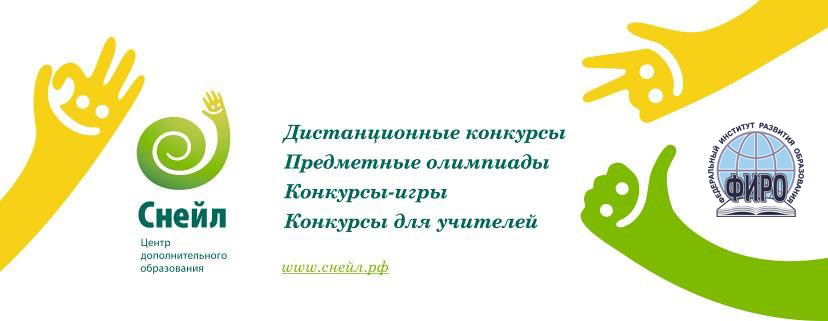 Снейл
Центр
дополнительного
образования
Дистанционные конкурсы
Предметные олимпиады
Конкурсы-игры
Конкурсы для учителей
www.снейл.рф
ФЕДЕРАЛЬНЫЙ ИНСТИТУТ РАЗВИТИЯ ОБРАЗОВАНИЯ
ФИРО